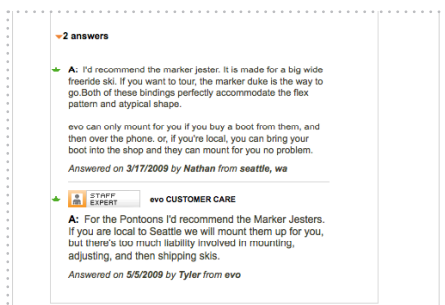 2 answers
A: I'd recommend the marker jester. It is made for a big wide
freeride ski. If you want to tour, the marker duke is the way to
go.Both of these bindings perfectly accommodate the flex
pattern and atypical shape.
evo can only mount for you if you buy a boot from them, and
then over the phone. or, if you're local, you can bring your
boot into the shop and they can mount for you no problem.
Answered on 3/17/2009 by Nathan from seattle, wa
STAFF EXPERT evo CUSTOMER CARE
A: For the Pontoons I'd recommend the Marker Jesters.
If you are local to Seattle we will mount them up for you,
but there's too much liability involved in mounting,
adjusting, and then shipping skis.
Answered on 5/5/2009 by Tyler from evo